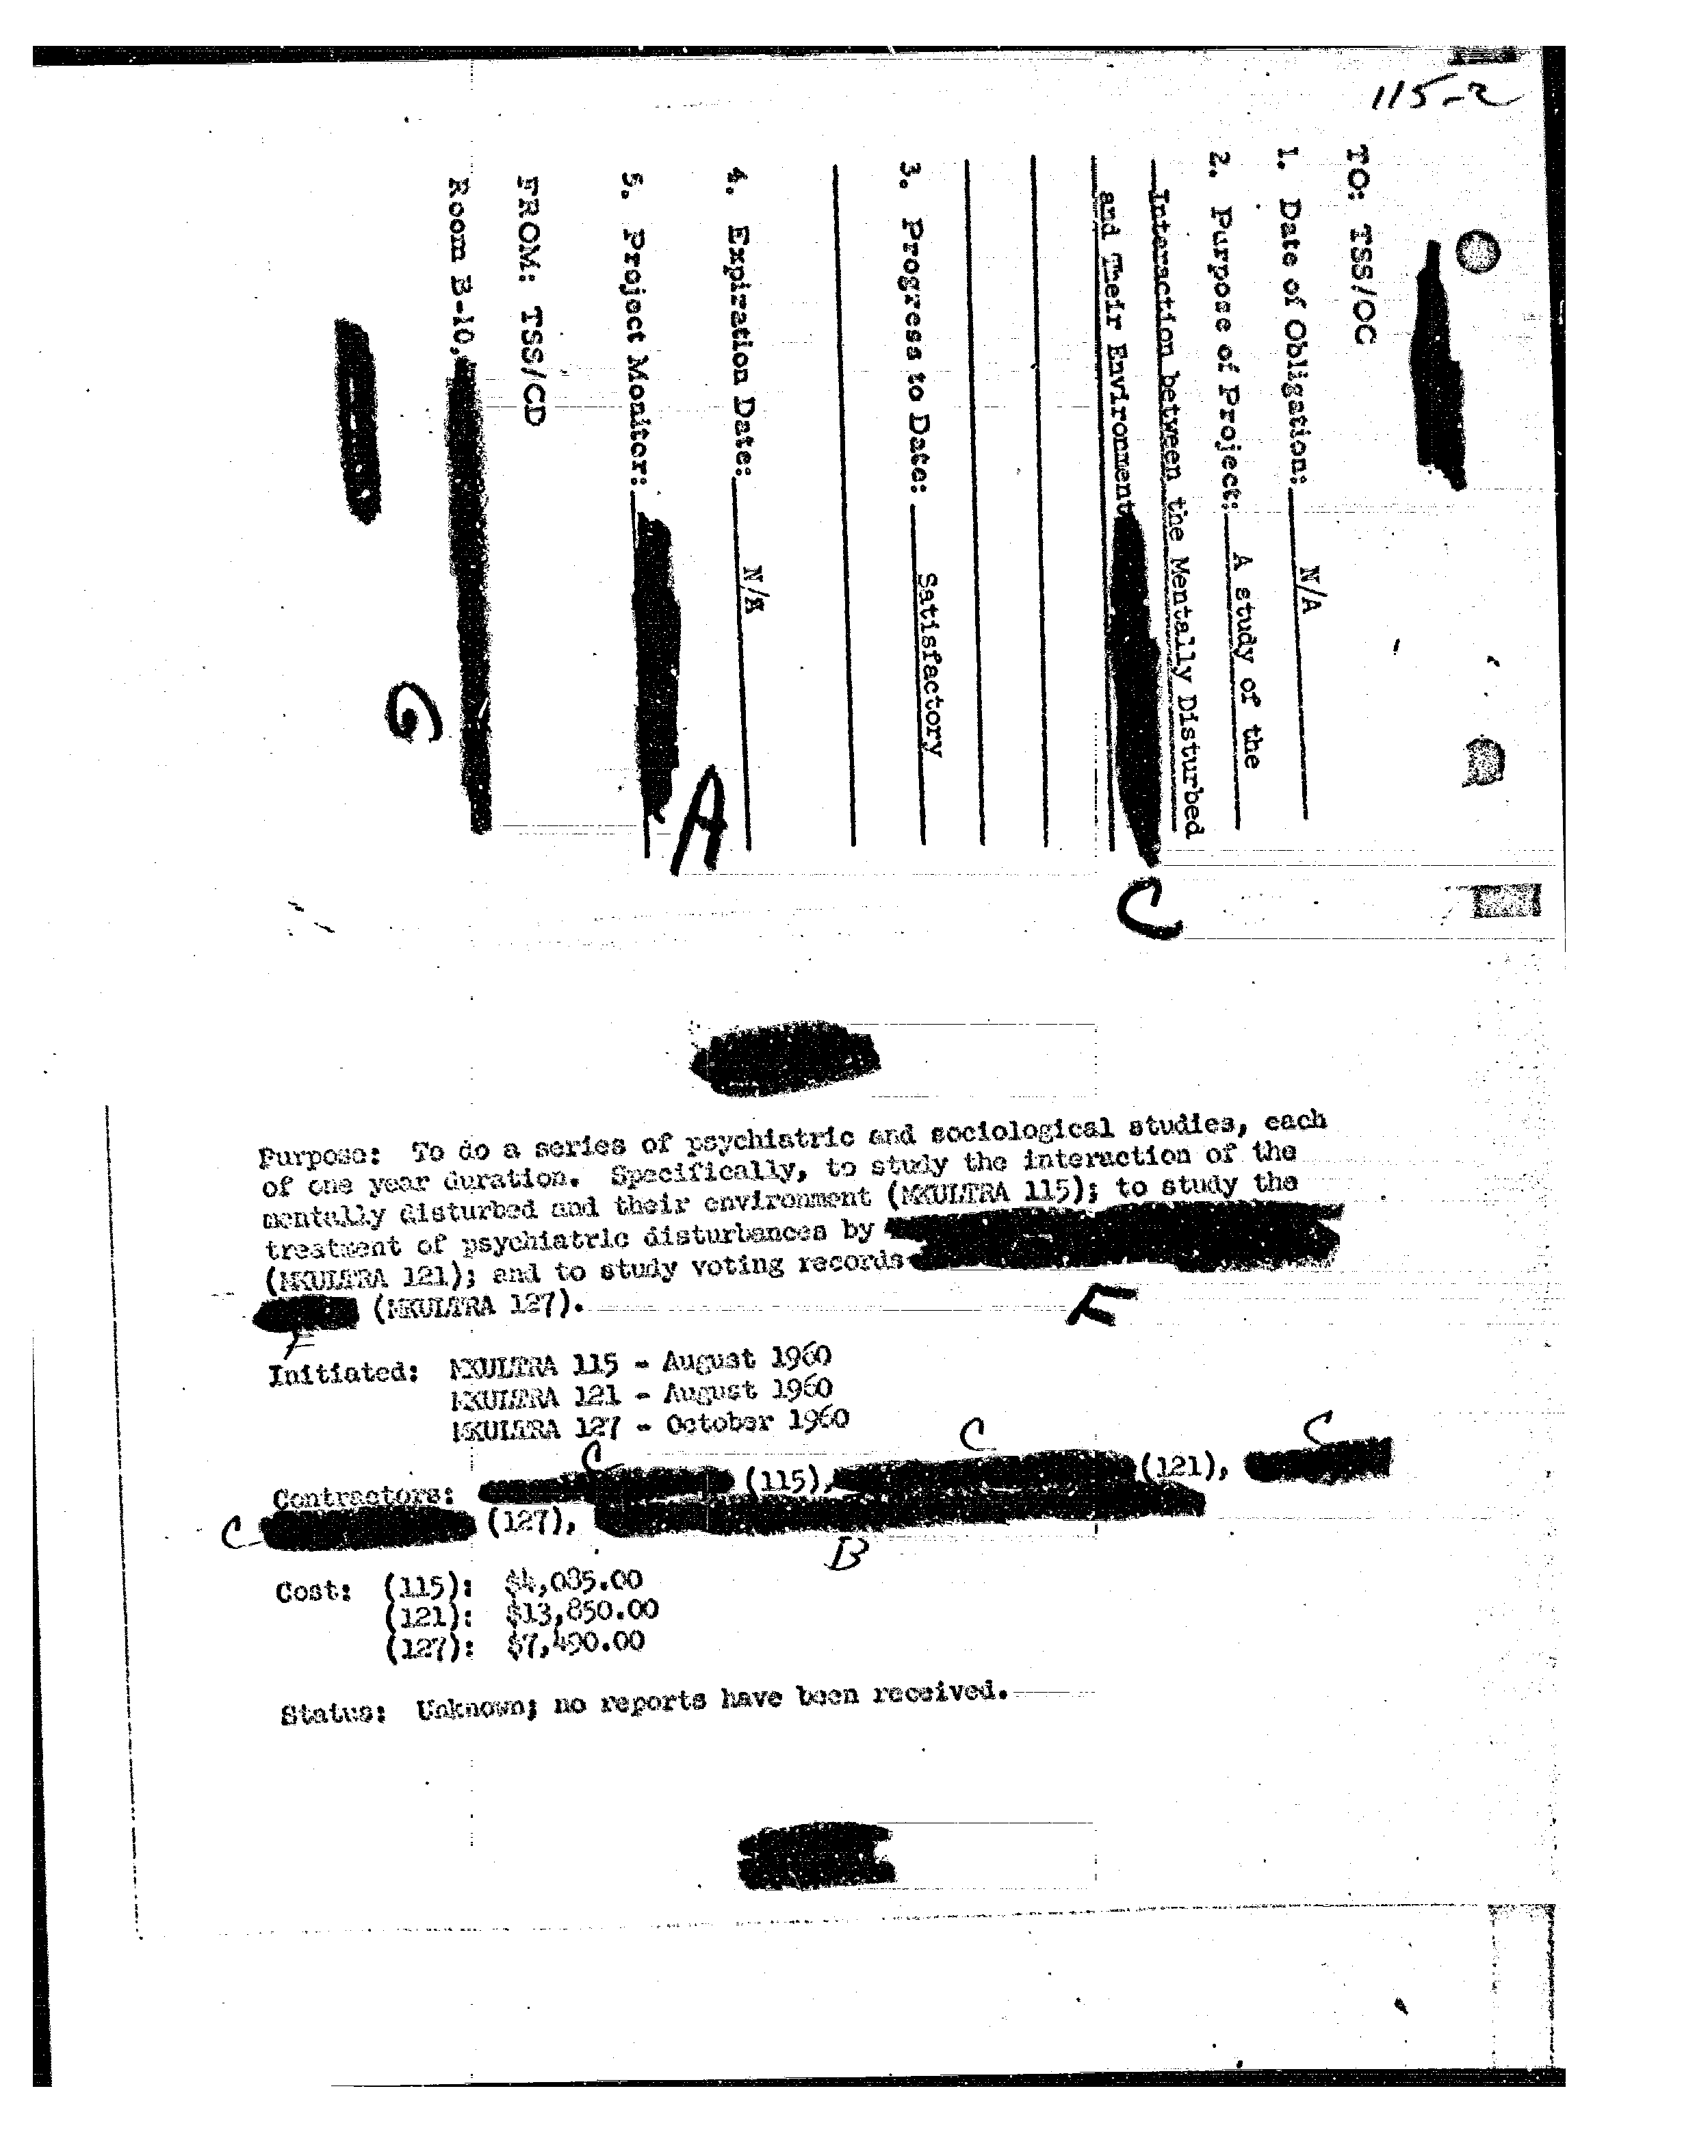 115-2
TO: TSS/OC
1. Date of Obligation: N/A
2. Purpose of Project: A study of the
Interaction between the Mentally Disturbed
and Their Environment
3. Progress to Date: Satisfactory
4. Expiration Date: N/A
5. Project Monitor:
A
C
FROM: TSS/CD
Room B-10,
Purpose: To do a series of psychiatric and sociological studies, each
of one year duration. Specifically, to study the interaction of the
mentally disturbed and their environment (MKULTRA 115); to study the
treatment of psychiatric disturbances by
(MKULTRA 121); and to study voting records
(MKULTRA 127).
F
Initiated: MKULTRA 115 - August 1960
MKULTRA 121 - August 1960
MKULTRA 127 - October 1960
C C C
Contractors: (115), (121),
C (127),
B
Cost: (115): $4,085.00
(121): $13,850.00
(127): $7,490.00
Status: Unknown; no reports have been received.